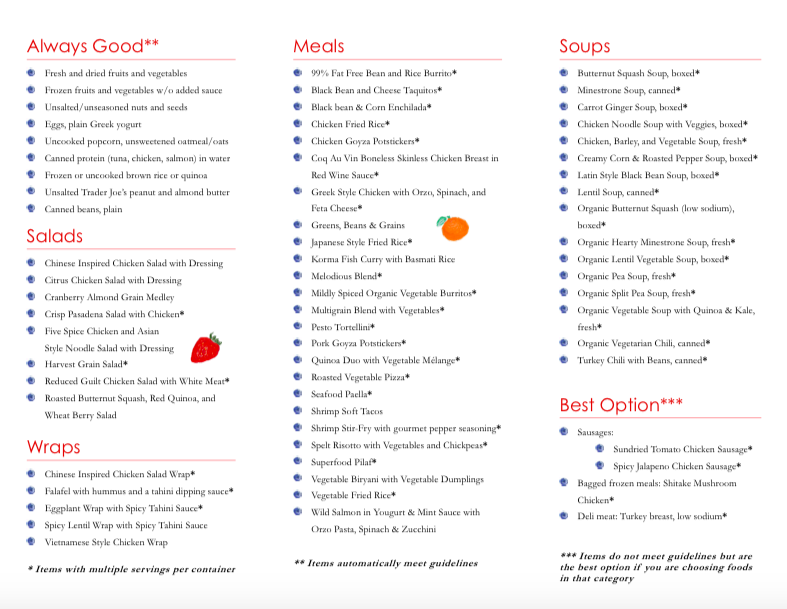 Always Good**
Fresh and dried fruits and vegetables
Frozen fruits and vegetables w/o added sauce
Unsalted/unseasoned nuts and seeds
Eggs, plain Greek yogurt
Uncooked popcorn, unsweetened oatmeal/oats
Canned protein (tuna, chicken, salmon) in water
Frozen or uncooked brown rice or quinoa
Unsalted Trader Joe's peanut and almond butter
Canned beans, plain
Salads
Chinese Inspired Chicken Salad with Dressing
Citrus Chicken Salad with Dressing
Cranberry Almond Grain Medley
Crisp Pasadena Salad with Chicken*
Five Spice Chicken and Asian
Style Noodle Salad with Dressing
Harvest Grain Salad*
Reduced Guilt Chicken Salad with White Meat*
Roasted Butternut Squash, Red Quinoa, and
Wheat Berry Salad
Wraps
Chinese Inspired Chicken Salad Wrap*
Falafel with hummus and a tahini dipping sauce*
Eggplant Wrap with Spicy Tahini Sauce*
Spicy Lentil Wrap with Spicy Tahini Sauce
Vietnamese Style Chicken Wrap
* Items with multiple servings per container
Meals
99% Fat Free Bean and Rice Burrito*
Black Bean and Cheese Taquitos*
Black bean & Corn Enchilada*
Chicken Fried Rice*
Chicken Goyza Potstickers*
Coq Au Vin Boneless Skinless Chicken Breast in
Red Wine Sauce*
Greek Style Chicken with Orzo, Spinach, and
Feta Cheese*
Greens, Beans & Grains
Japanese Style Fried Rice*
Korma Fish Curry with Basmati Rice
Melodious Blend*
Mildly Spiced Organic Vegetable Burritos*
Multigrain Blend with Vegetables*
Pesto Tortellini*
Pork Goyza Potstickers*
Quinoa Duo with Vegetable Mélange*
Roasted Vegetable Pizza*
Seafood Paella*
Shrimp Soft Tacos
Shrimp Stir-Fry with gourmet pepper seasoning*
Spelt Risotto with Vegetables and Chickpeas*
Superfood Pilaf*
Vegetable Biryani with Vegetable Dumplings
Vegetable Fried Rice*
Wild Salmon in Yougurt & Mint Sauce with
Orzo Pasta, Spinach & Zucchini
** Items automatically meet guidelines
Soups
Butternut Squash Soup, boxed*
Minestrone Soup, canned*
Carrot Ginger Soup, boxed*
Chicken Noodle Soup with Veggies, boxed*
Chicken, Barley, and Vegetable Soup, fresh*
Creamy Corn & Roasted Pepper Soup, boxed*
Latin Style Black Bean Soup, boxed*
Lentil Soup, canned*
Organic Butternut Squash (low sodium),
boxed*
Organic Hearty Minestrone Soup, fresh*
Organic Lentil Vegetable Soup, boxed*
Organic Pea Soup, fresh*
Organic Split Pea Soup, fresh*
Organic Vegetable Soup with Quinoa & Kale,
fresh*
Organic Vegetarian Chili, canned*
Turkey Chili with Beans, canned*
Best Option***
Sausages:
Sundried Tomato Chicken Sausage*
Spicy Jalapeno Chicken Sausage*
Bagged frozen meals: Shitake Mushroom
Chicken*
Deli meat: Turkey breast, low sodium*
*** Items do not meet guidelines but are
the best option if you are choosing foods
in that category